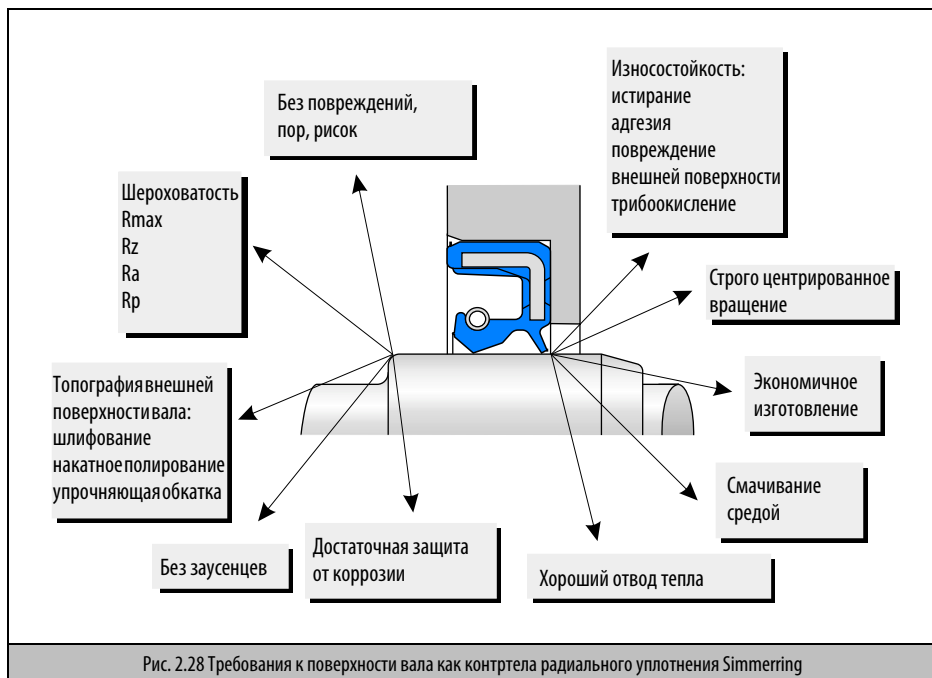 Без повреждений,
пор, рисок
Износостойкость:
истирание
адгезия
повреждение
внешней поверхности
трибоокисление
Шероховатость
Rmax
Rz
Ra
Rp
Строго центрированное
вращение
Топография внешней
поверхности вала:
шлифование
накатное полирование
упрочняющая обкатка
Экономичное
изготовление
Смачивание
средой
Без заусенцев
Достаточная защита
от коррозии
Хороший отвод тепла
Рис. 2.28 Требования к поверхности вала как контртела радиального уплотнения Simmerring